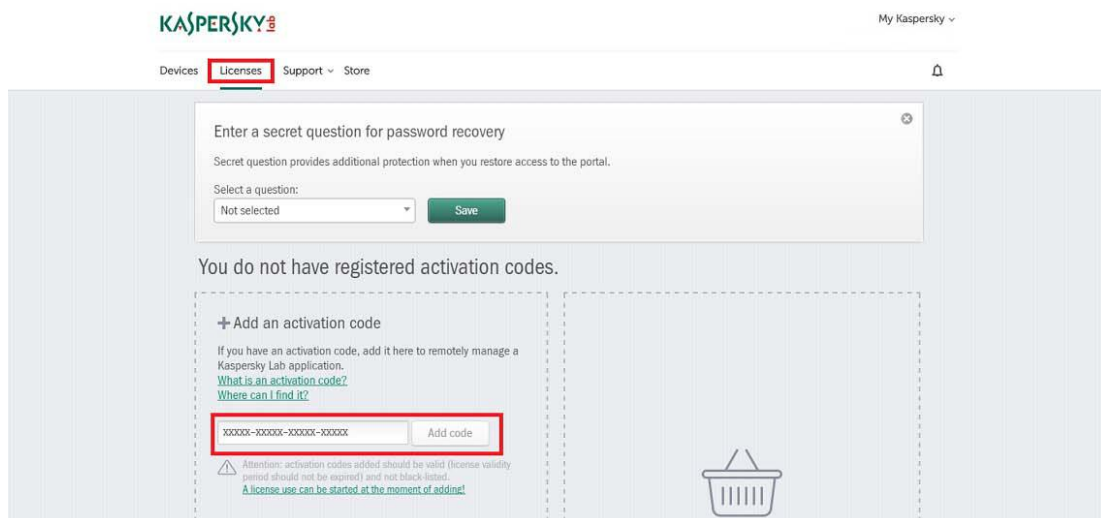 KASPERSKY lab
My Kaspersky
Devices Licenses Support Store
Enter a secret question for password recovery
Secret question provides additional protection when you restore access to the portal.
Select a question:
Not selected
Save
You do not have registered activation codes.
Add an activation code
If you have an activation code, add it here to remotely manage a
Kaspersky Lab application.
What is an activation code?
Where can I find it?
XXXXX-XXXXX-XXXXX-XXXXX
Add code
Attention: activation codes added should be valid (license validity
period should not be expired) and not black-listed.
A license use can be started at the moment of adding!